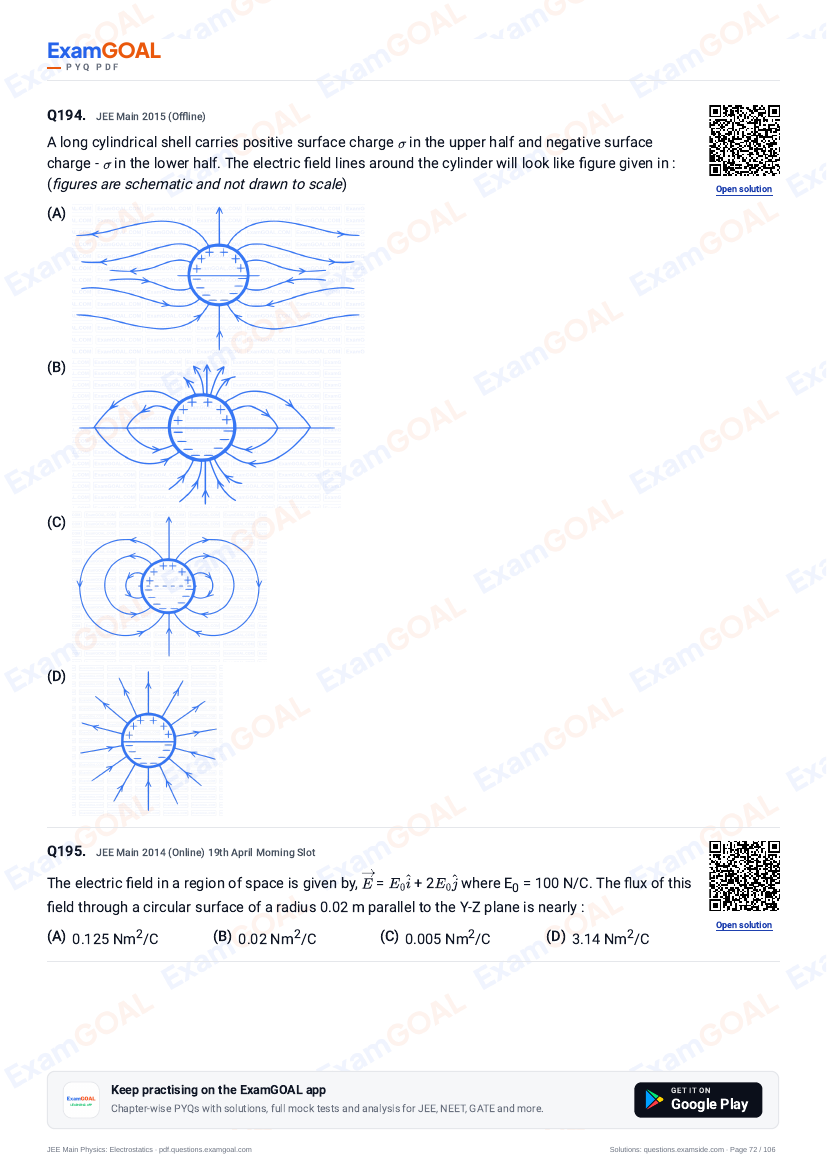 ExamGOAL
PYQ PDF
Q194. JEE Main 2015 (Offline)
A long cylindrical shell carries positive surface charge σ in the upper half and negative surface
charge - σ in the lower half. The electric field lines around the cylinder will look like figure given in :
(figures are schematic and not drawn to scale)
Open solution
(A)
(B)
(C)
(D)
Q195. JEE Main 2014 (Online) 19th April Morning Slot
The electric field in a region of space is given by, $\overrightarrow{E}$ = $E_0\hat{i}$ + 2$E_0\hat{j}$ where E₀ = 100 N/C. The flux of this
field through a circular surface of a radius 0.02 m parallel to the Y-Z plane is nearly :
Open solution
(A) 0.125 Nm²/C (B) 0.02 Nm²/C (C) 0.005 Nm²/C (D) 3.14 Nm²/C
Keep practising on the ExamGOAL app
Chapter-wise PYQs with solutions, full mock tests and analysis for JEE, NEET, GATE and more.
GET IT ON
Google Play
JEE Main Physics: Electrostatics · pdf.questions.examgoal.com
Solutions: questions.examside.com · Page 72 / 106